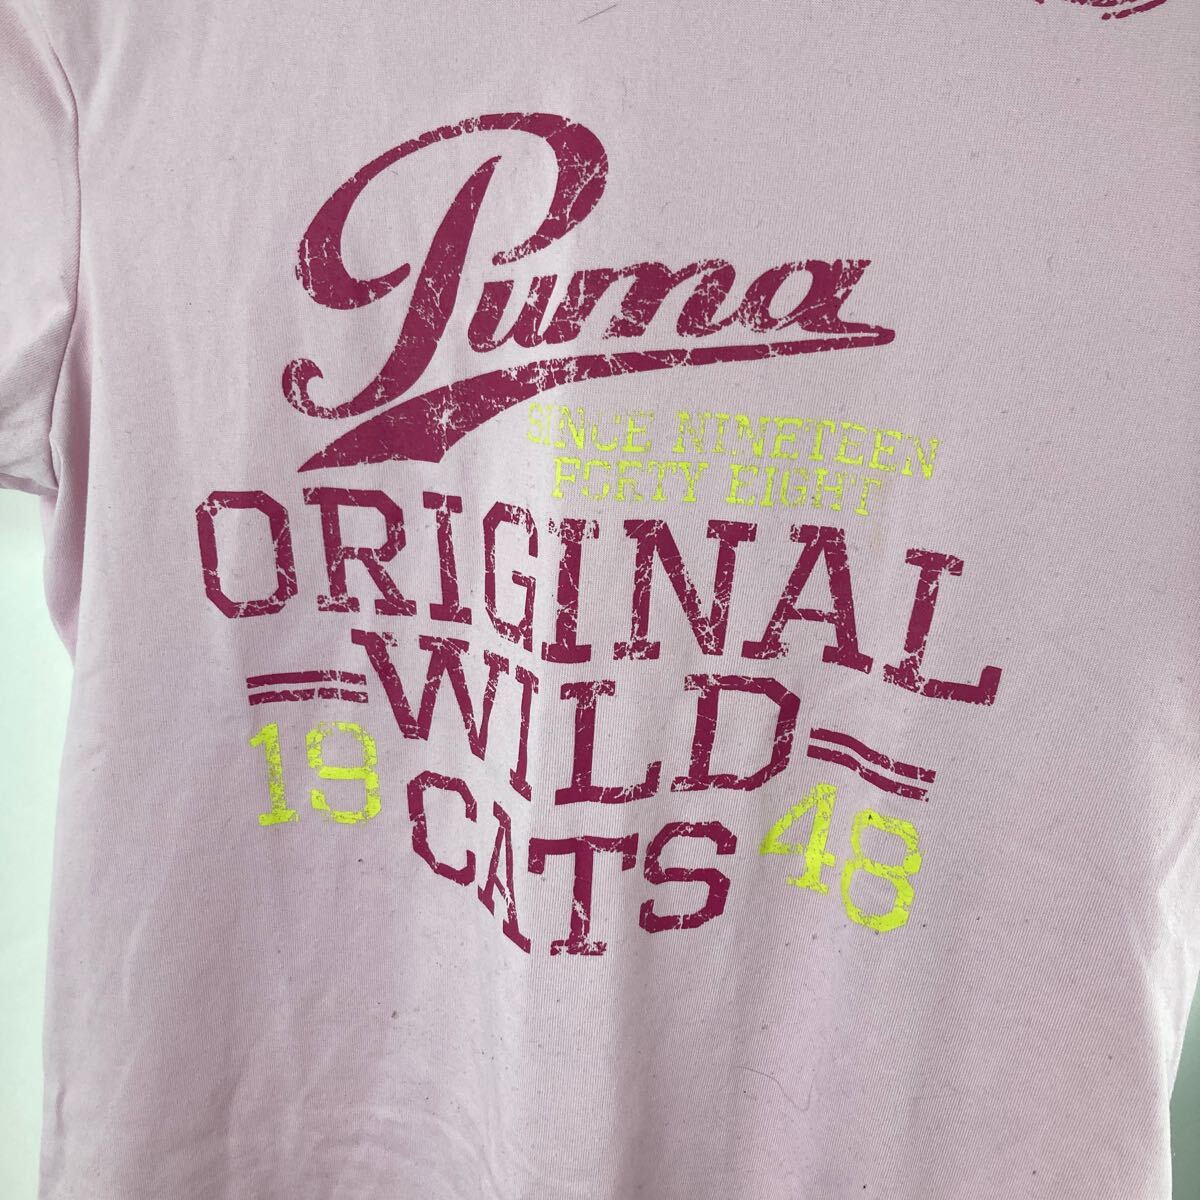 Puma
SINCE NINETEEN
FORTY EIGHT
ORIGINAL
WILD
19 CATS 48